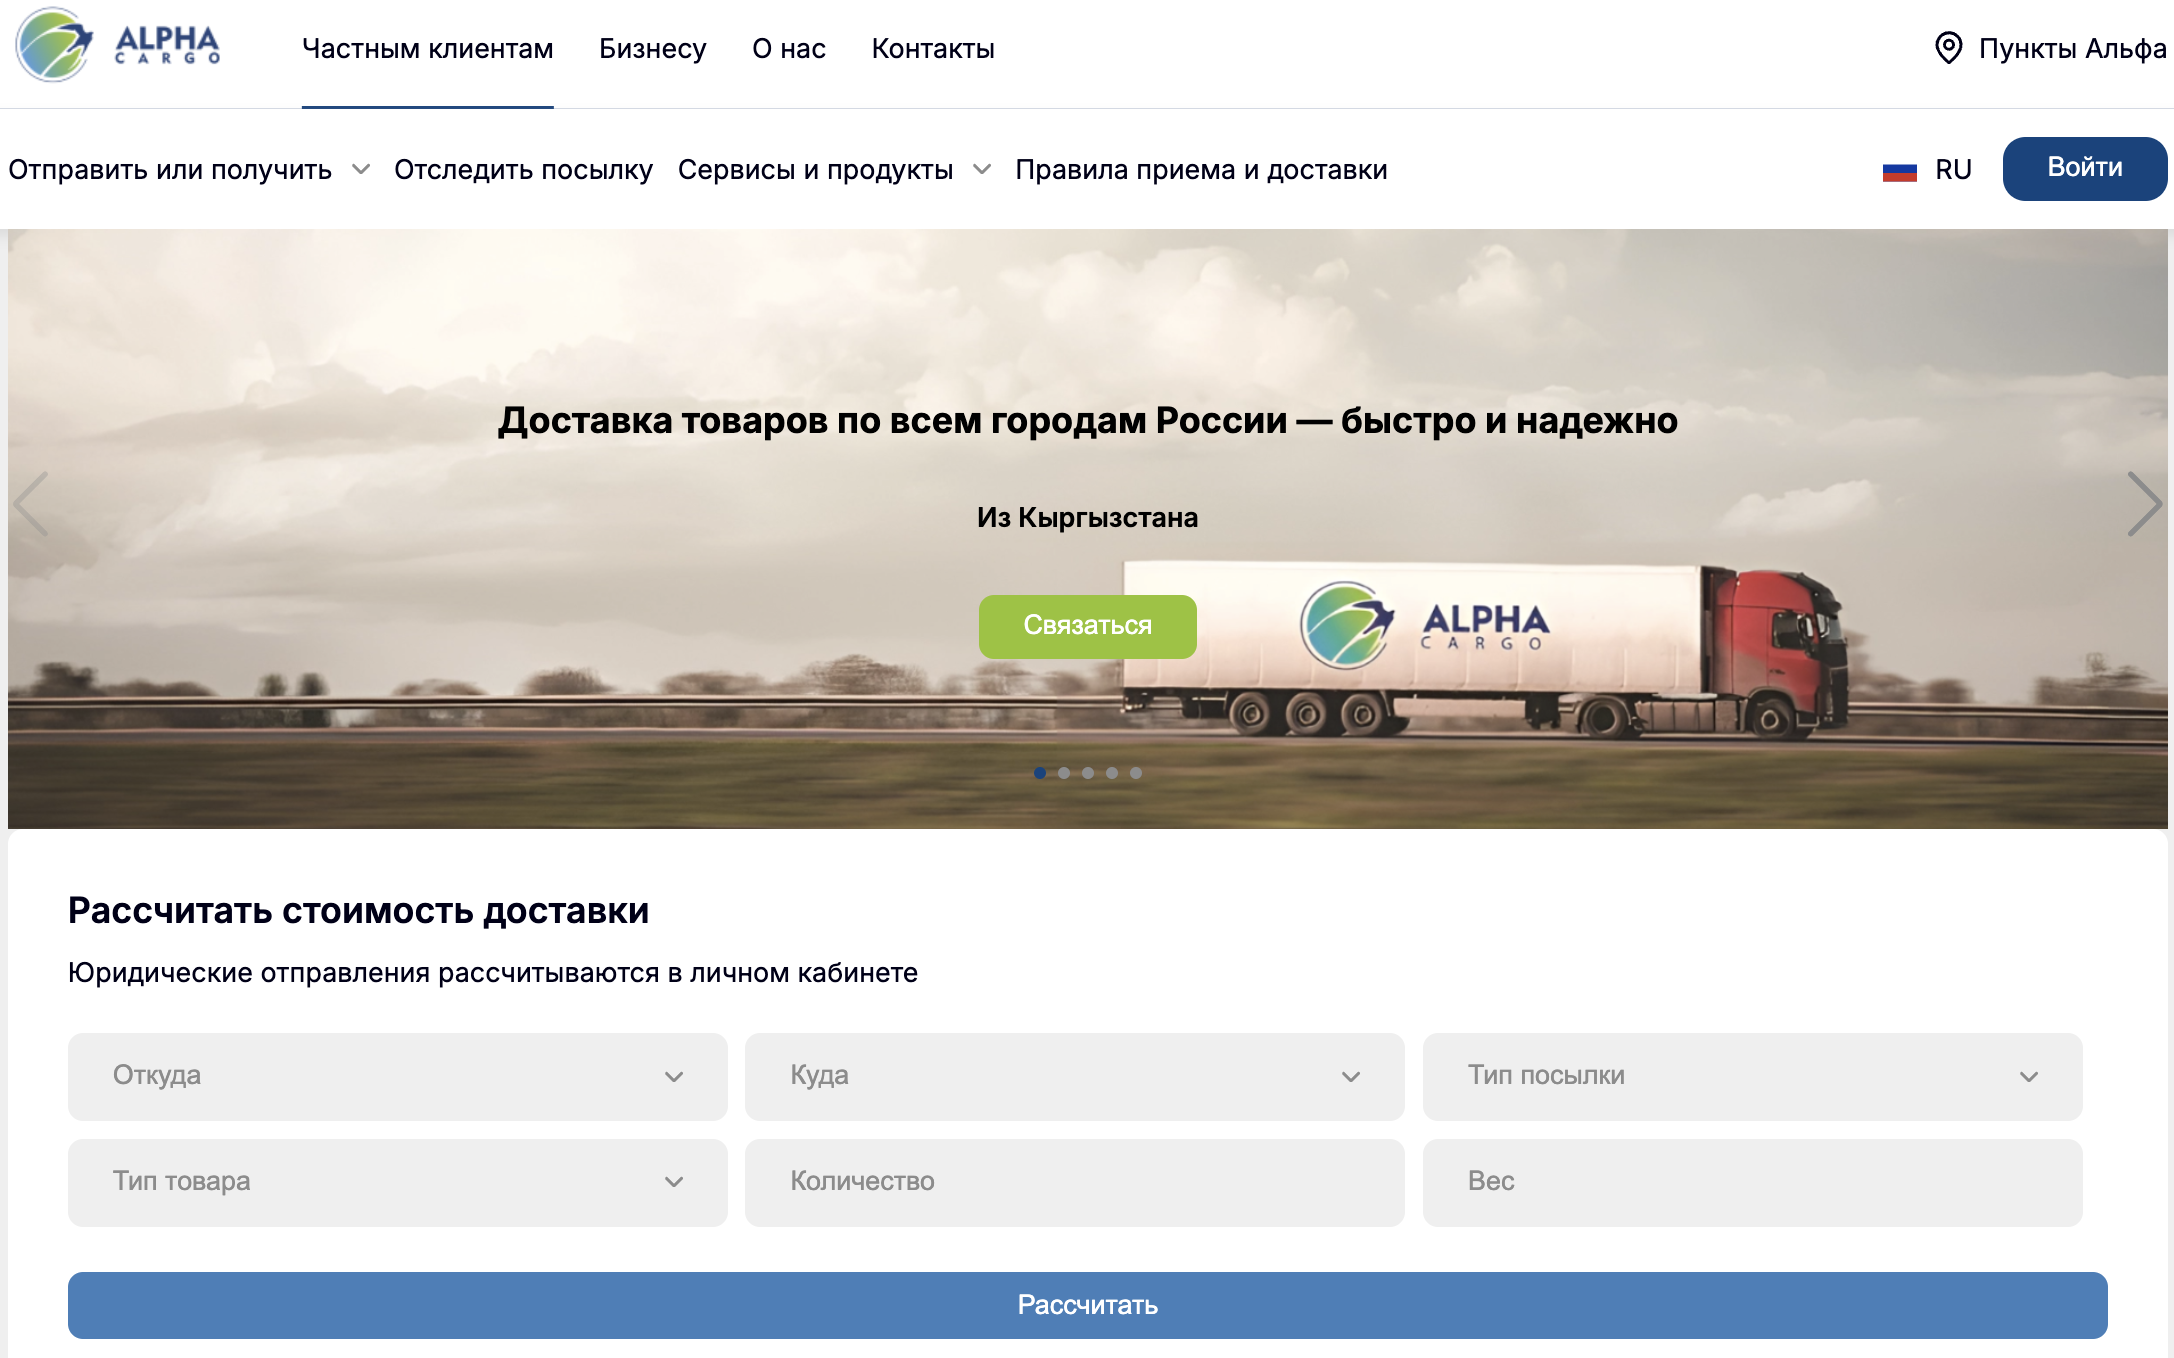 ALPHA
CARGO
Частным клиентам
Бизнесу
О нас
Контакты
Пункты Альфа
Отправить или получить
Отследить посылку
Сервисы и продукты
Правила приема и доставки
RU
Войти
Доставка товаров по всем городам России — быстро и надежно
Из Кыргызстана
Связаться
ALPHA
CARGO
Рассчитать стоимость доставки
Юридические отправления рассчитываются в личном кабинете
Откуда
Куда
Тип посылки
Тип товара
Количество
Вес
Рассчитать